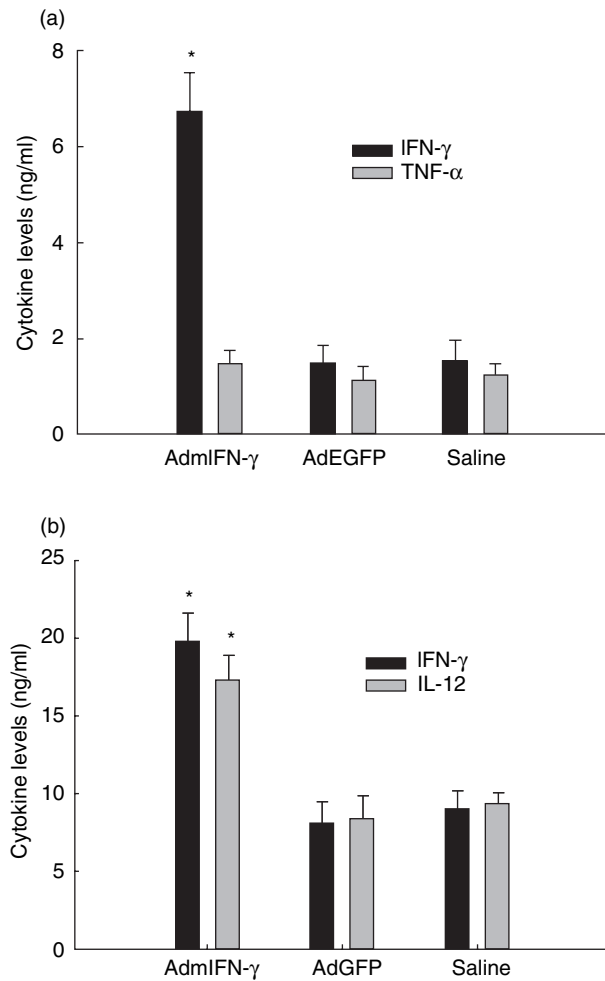 (a)
8
6
4
2
0
Cytokine levels (ng/ml)
*
IFN-γ
TNF-α
AdmIFN-γ AdEGFP Saline
(b)
25
20
15
10
5
0
Cytokine levels (ng/ml)
* *
IFN-γ
IL-12
AdmIFN-γ AdGFP Saline